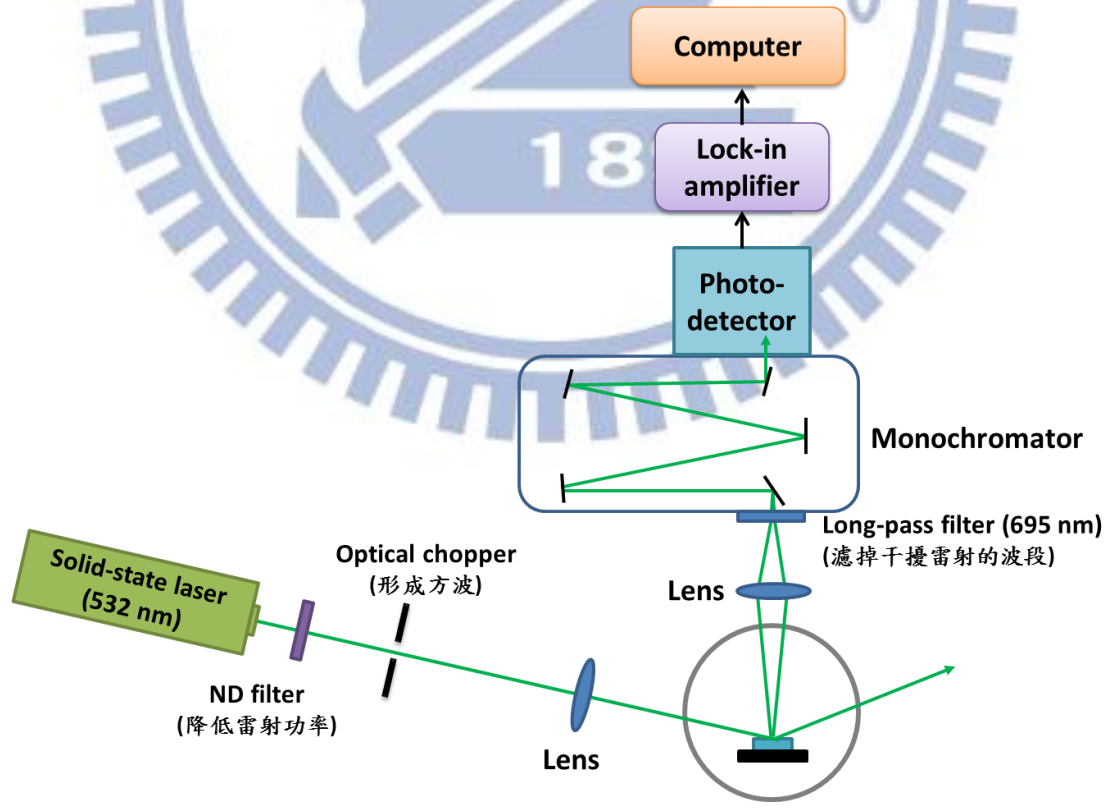 Computer
Lock-in
amplifier
18
Photo-
detector
Monochromator
Long-pass filter (695 nm)
(滤掉干擾雷射的波段)
Lens
Optical chopper
(形成方波)
Solid-state laser
(532 nm)
ND filter
(降低雷射功率)
Lens